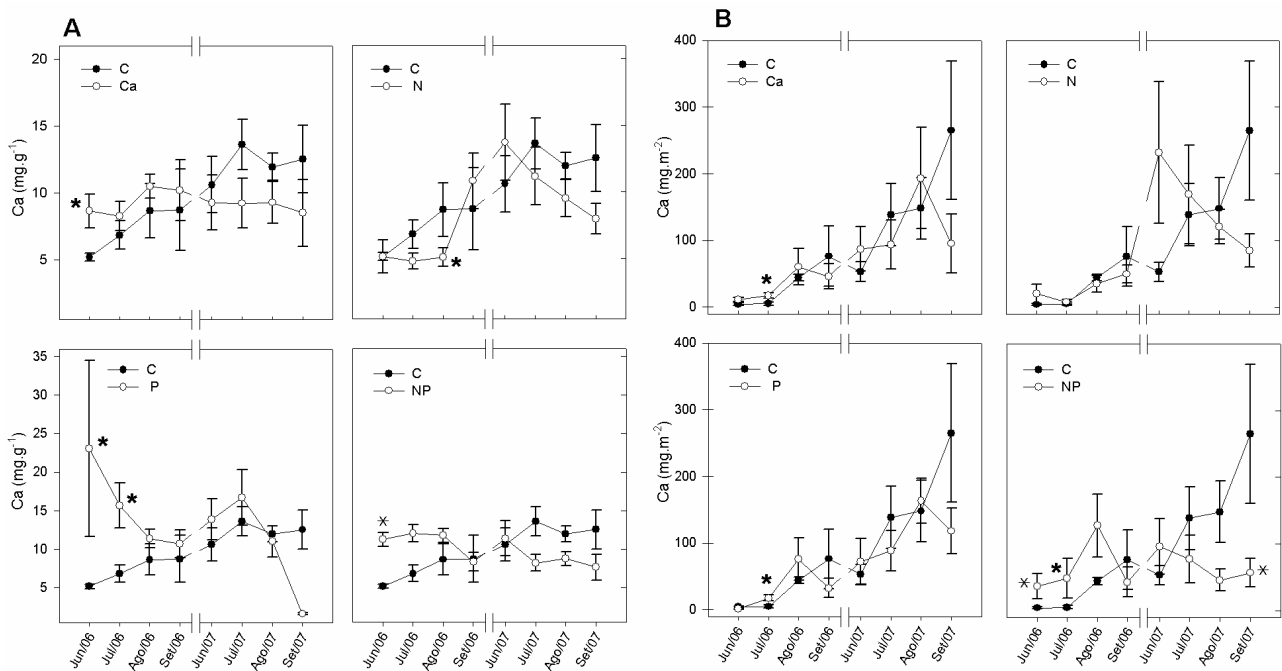 A
B
C
Ca
20
15
10
5
Ca (mg.g⁻¹)
*
C
N
*
400
300
200
100
0
Ca (mg.m⁻²)
C
Ca
*
C
N
35
30
25
20
15
10
5
Ca (mg.g⁻¹)
C
P
*
*
C
NP
*
400
300
200
100
0
Ca (mg.m⁻²)
C
P
*
C
NP
*
*
*
Jun/06 Jul/06 Ago/06 Set/06 Jun/07 Jul/07 Ago/07 Set/07
Jun/06 Jul/06 Ago/06 Set/06 Jun/07 Jul/07 Ago/07 Set/07
Jun/06 Jul/06 Ago/06 Set/06 Jun/07 Jul/07 Ago/07 Set/07
Jun/06 Jul/06 Ago/06 Set/06 Jun/07 Jul/07 Ago/07 Set/07